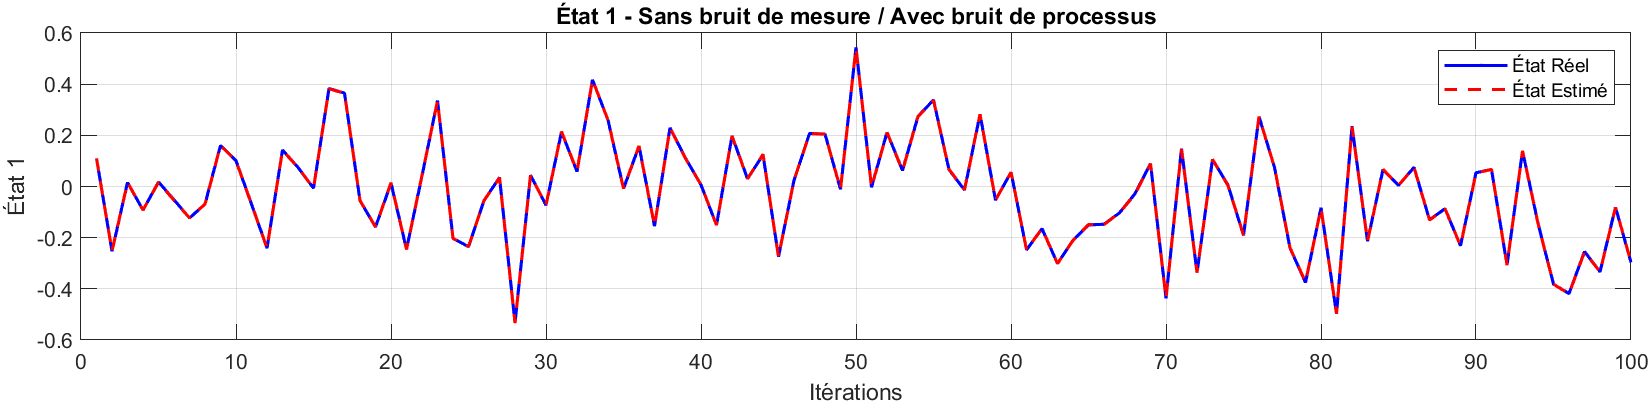 État 1 - Sans bruit de mesure / Avec bruit de processus
État 1
0.6
0.4
0.2
0
-0.2
-0.4
-0.6
État Réel
État Estimé
0 10 20 30 40 50 60 70 80 90 100
Itérations